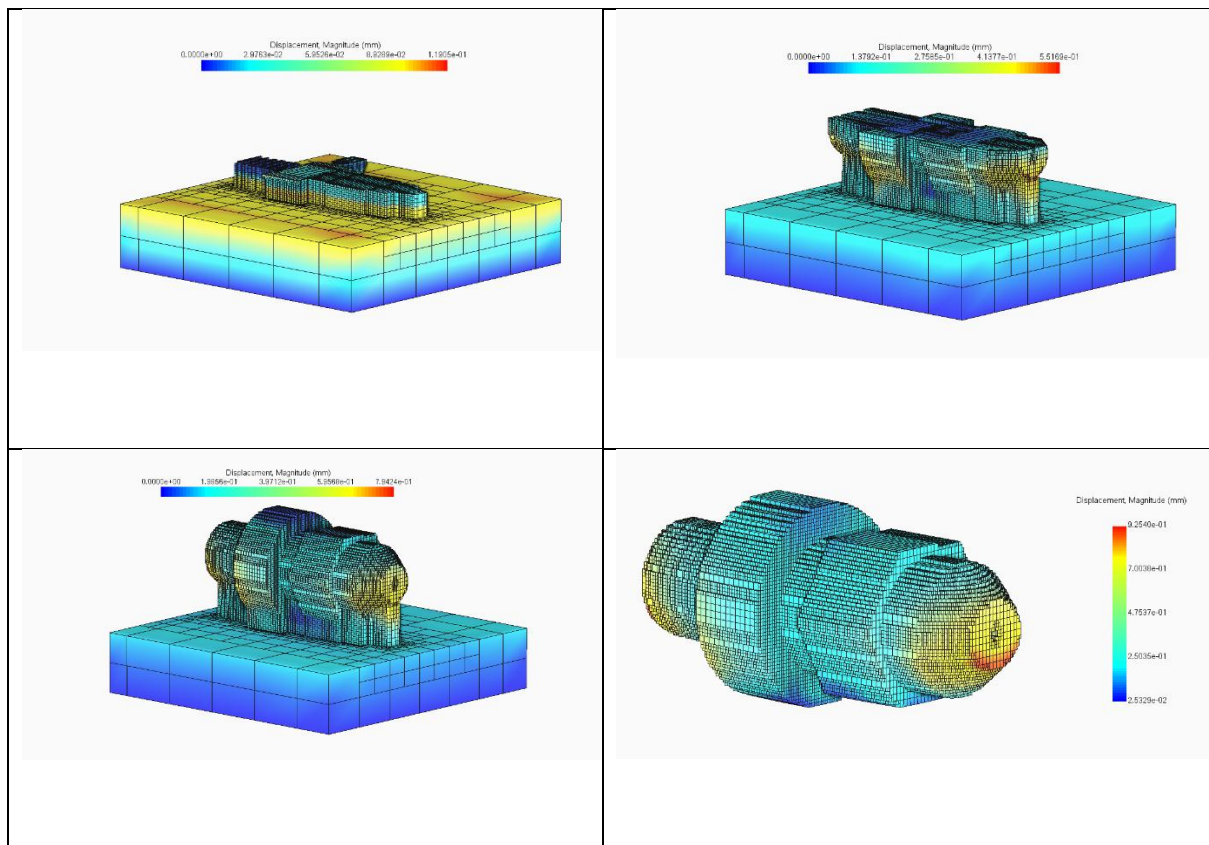 Displacement, Magnitude (mm)
0.0000e+00 2.9763e-02 5.9526e-02 8.9289e-02 1.1905e-01
Displacement, Magnitude (mm)
0.0000e+00 1.3792e-01 2.7585e-01 4.1377e-01 5.5169e-01
Displacement, Magnitude (mm)
0.0000e+00 1.9856e-01 3.9712e-01 5.9568e-01 7.9424e-01
Displacement, Magnitude (mm)
9.2540e-01
7.0038e-01
4.7537e-01
2.5035e-01
2.5329e-02